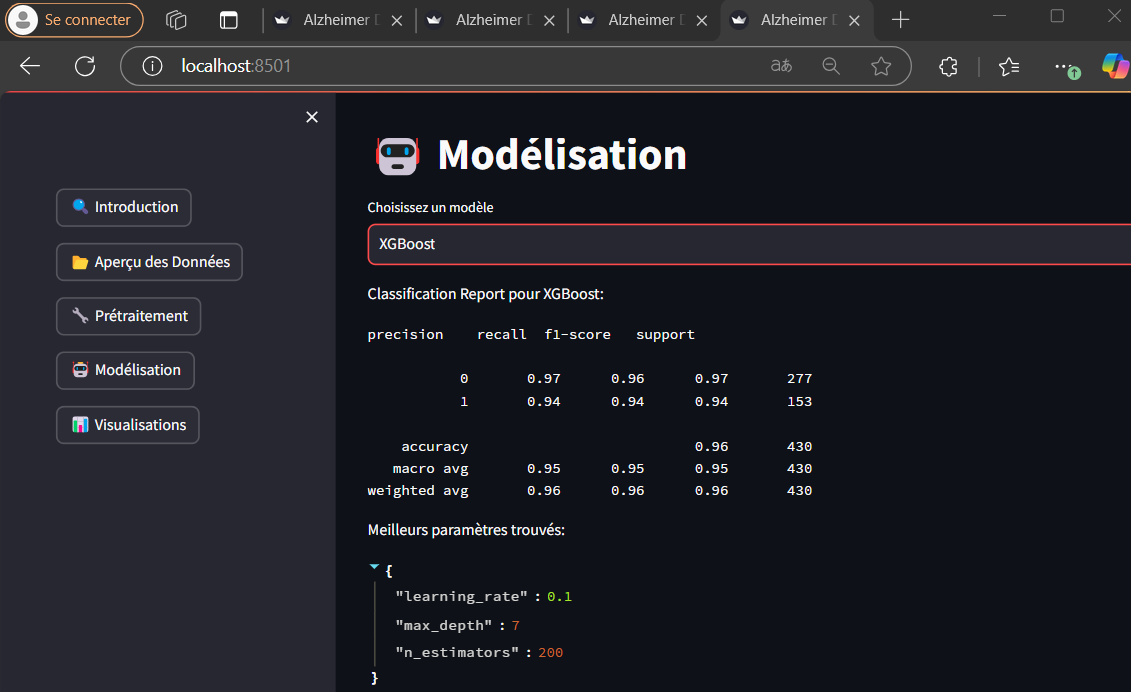 Se connecter
Alzheimer D
Alzheimer D
Alzheimer D
Alzheimer D
localhost:8501
aあ
Modélisation
Introduction
Aperçu des Données
Prétraitement
Modélisation
Visualisations
Choisissez un modèle
XGBoost
Classification Report pour XGBoost:
precision    recall  f1-score   support
0       0.97      0.96      0.97       277
1       0.94      0.94      0.94       153
accuracy                           0.96       430
macro avg       0.95      0.95      0.95       430
weighted avg       0.96      0.96      0.96       430
Meilleurs paramètres trouvés:
{
"learning_rate" : 0.1
"max_depth" : 7
"n_estimators" : 200
}